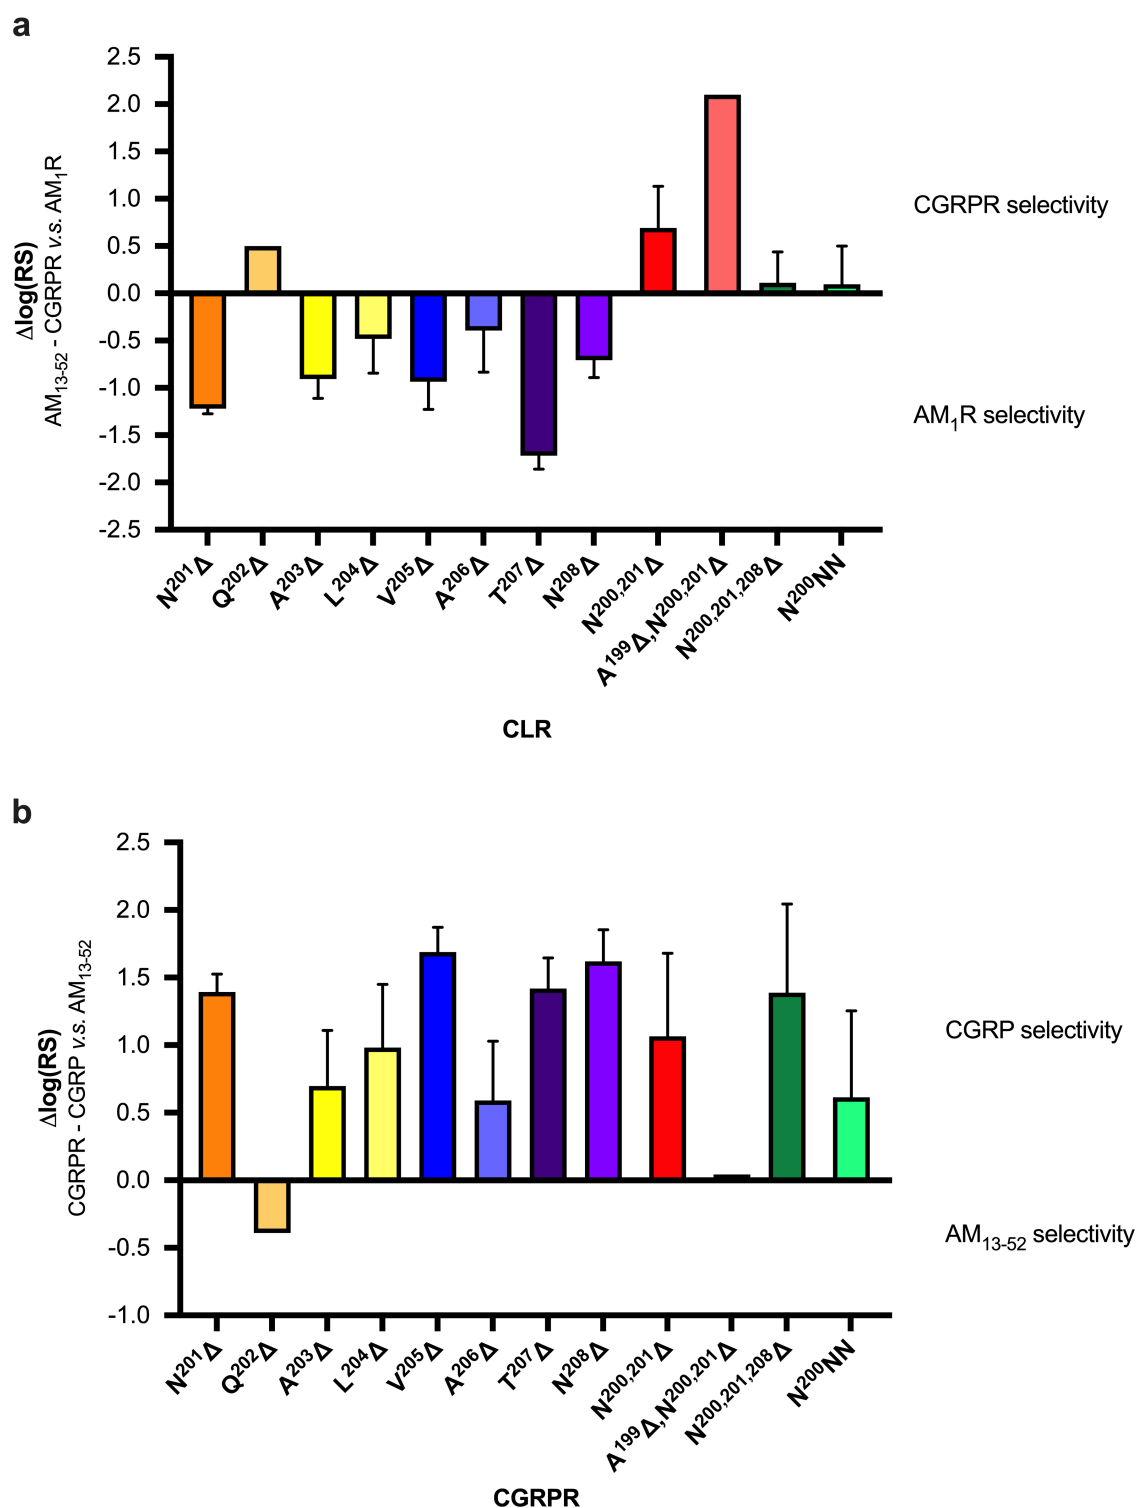 a
2.5
2.0
1.5
1.0
0.5
0.0
-0.5
-1.0
-1.5
-2.0
-2.5
Δlog(RS)
AM₁₃₋₅₂ - CGRPR v.s. AM₁R
CGRPR selectivity
AM₁R selectivity
N²⁰¹Δ
Q²⁰²Δ
A²⁰³Δ
L²⁰⁴Δ
V²⁰⁵Δ
A²⁰⁶Δ
T²⁰⁷Δ
N²⁰⁸Δ
N²⁰⁰,²⁰¹Δ
A¹⁹⁹Δ,N²⁰⁰,²⁰¹Δ
N²⁰⁰,²⁰¹,²⁰⁸Δ
N²⁰⁰NN
CLR
b
2.5
2.0
1.5
1.0
0.5
0.0
-0.5
-1.0
Δlog(RS)
CGRPR - CGRP v.s. AM₁₃₋₅₂
CGRP selectivity
AM₁₃₋₅₂ selectivity
N²⁰¹Δ
Q²⁰²Δ
A²⁰³Δ
L²⁰⁴Δ
V²⁰⁵Δ
A²⁰⁶Δ
T²⁰⁷Δ
N²⁰⁸Δ
N²⁰⁰,²⁰¹Δ
A¹⁹⁹Δ,N²⁰⁰,²⁰¹Δ
N²⁰⁰,²⁰¹,²⁰⁸Δ
N²⁰⁰NN
CGRPR